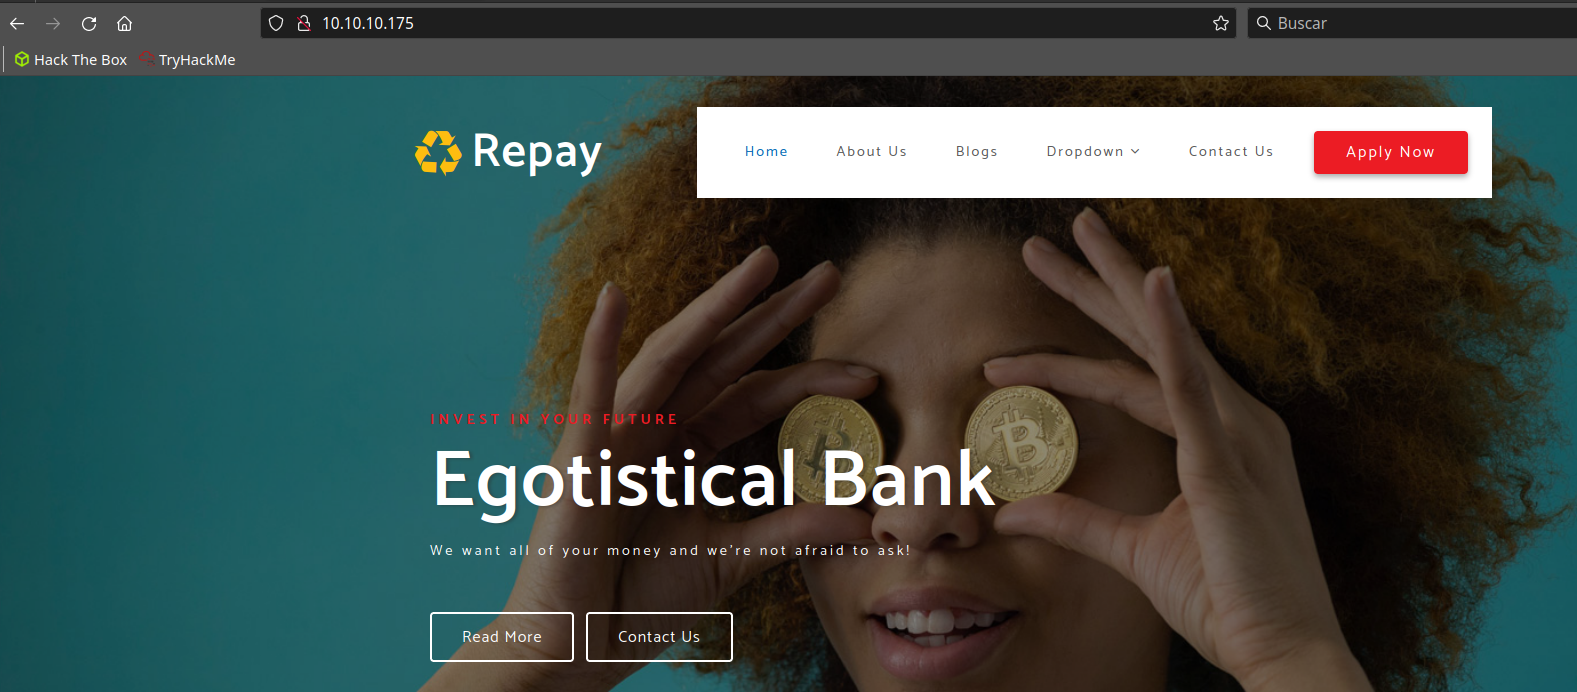 10.10.10.175
Buscar
Hack The Box TryHackMe
Repay
Home About Us Blogs Dropdown Contact Us Apply Now
INVEST IN YOUR FUTURE
Egotistical Bank
We want all of your money and we're not afraid to ask!
Read More Contact Us